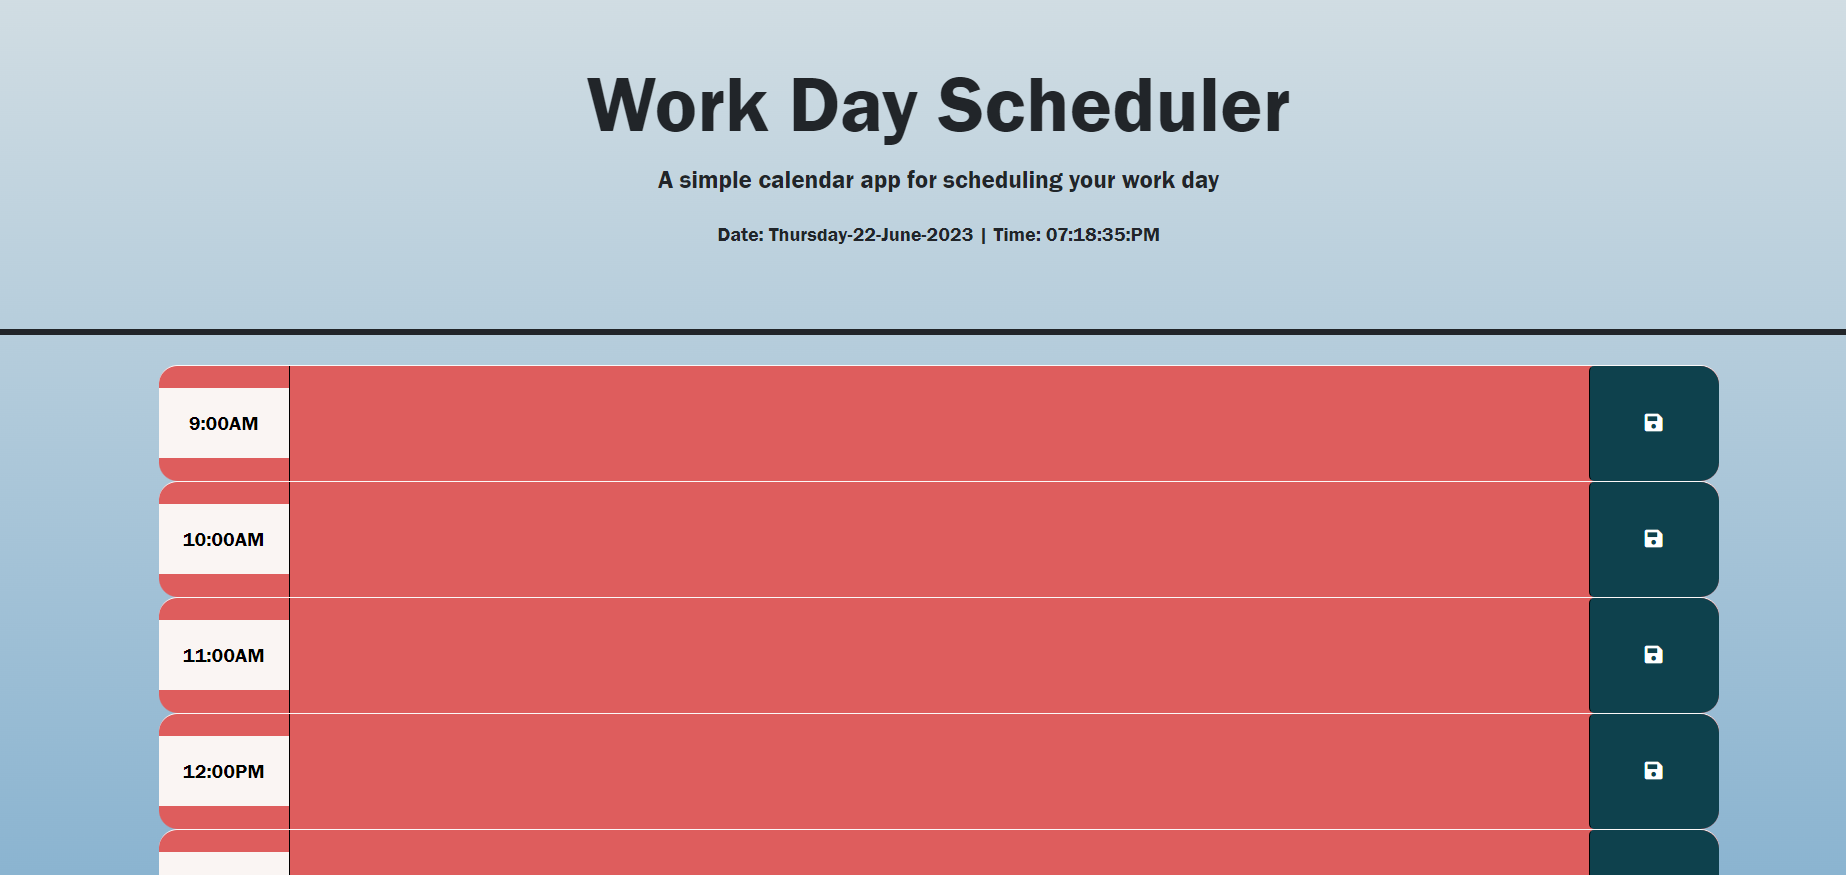 Work Day Scheduler
A simple calendar app for scheduling your work day
Date: Thursday-22-June-2023 | Time: 07:18:35:PM
9:00AM
10:00AM
11:00AM
12:00PM